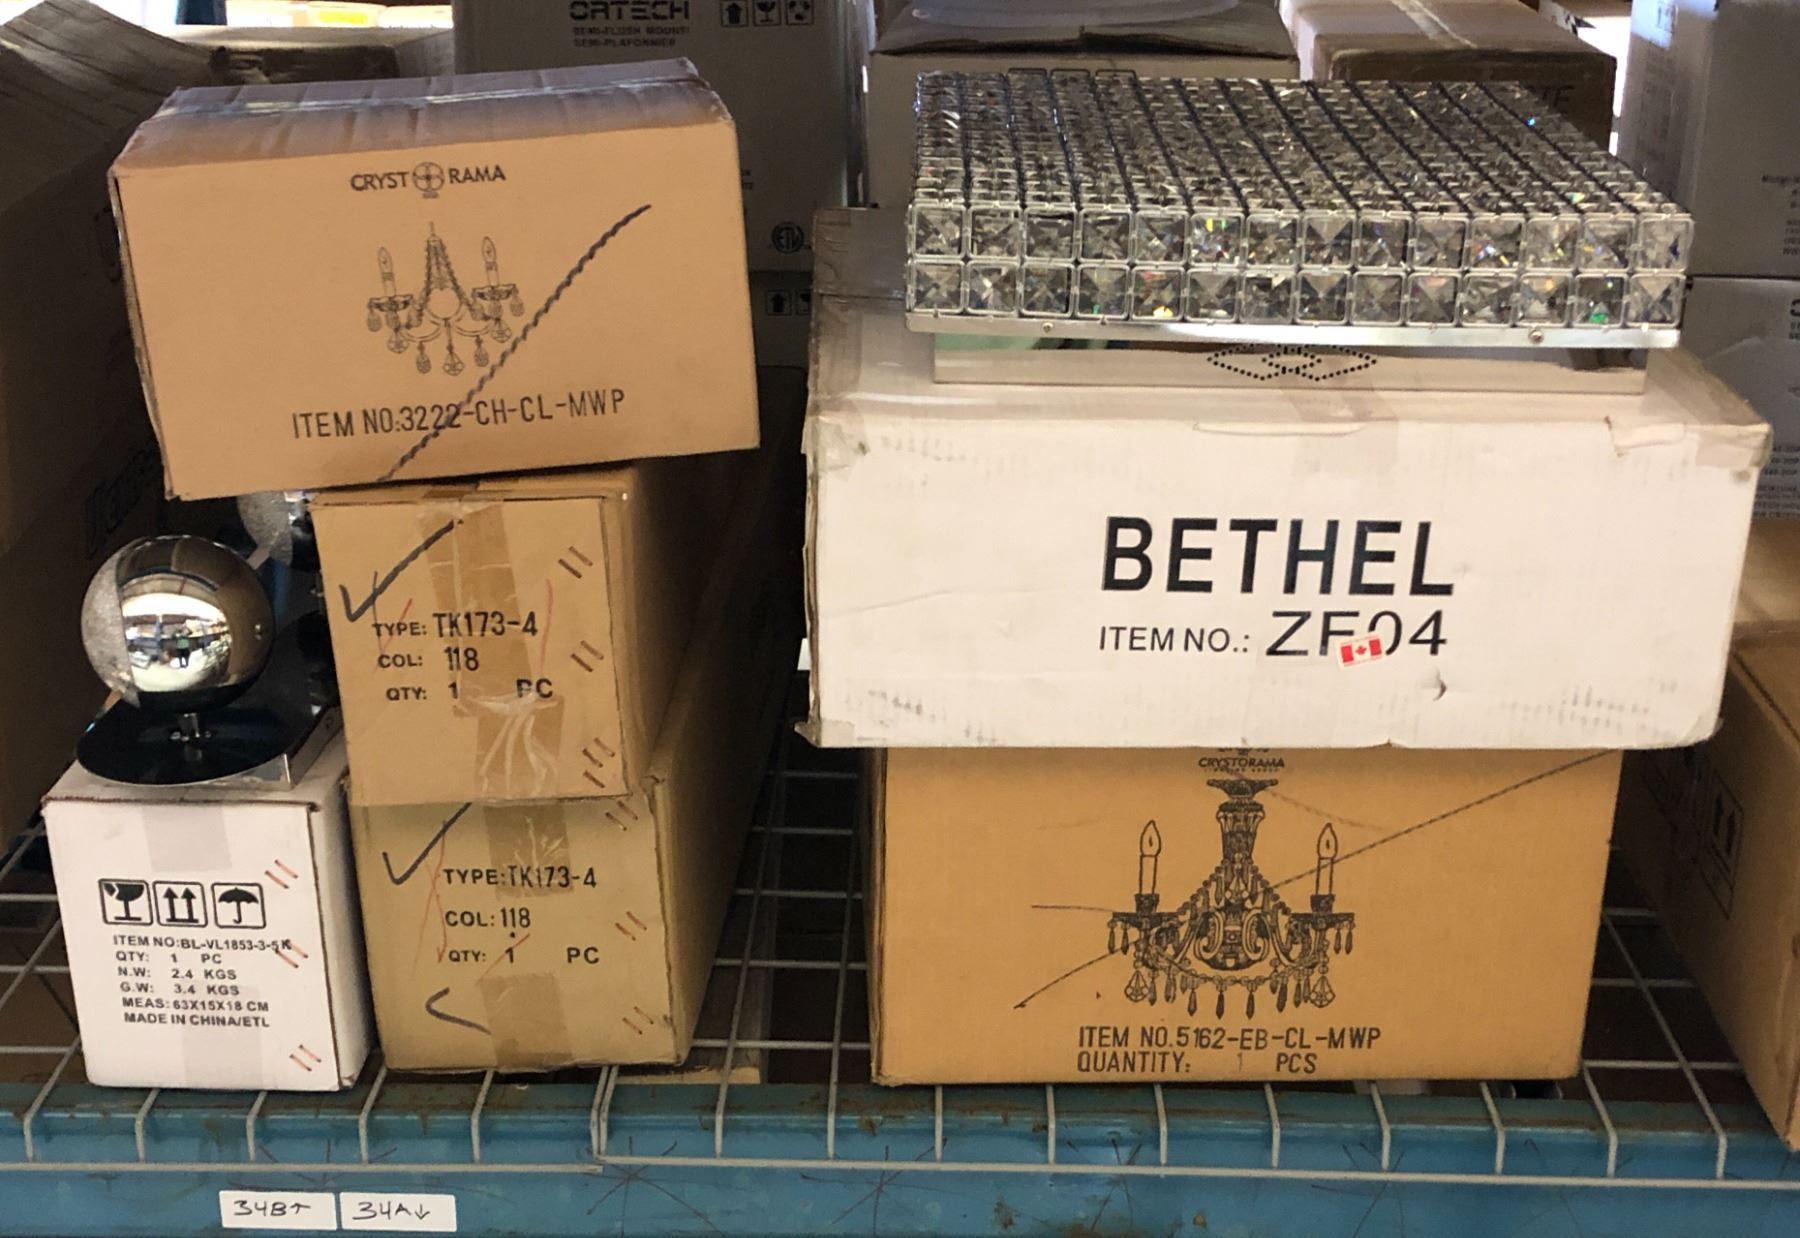 ORTECH
SEMI-FLUSH MOUNT/
SEMI-PLAFONNIER
CRYSTORAMA
ITEM NO:3222-CH-CL-MWP
TYPE: TK173-4
COL: 118
QTY: 1 PC
TYPE:TK173-4
COL: 118
QTY: 1 PC
ITEM NO:BL-VL1853-3-5K
QTY: 1 PC
N.W: 2.4 KGS
G.W: 3.4 KGS
MEAS: 63X15X18 CM
MADE IN CHINA/ETL
BETHEL
ITEM NO.: ZF04
CRYSTORAMA
ITEM NO.5162-EB-CL-MWP
QUANTITY: 1 PCS
34B↑
34A↓